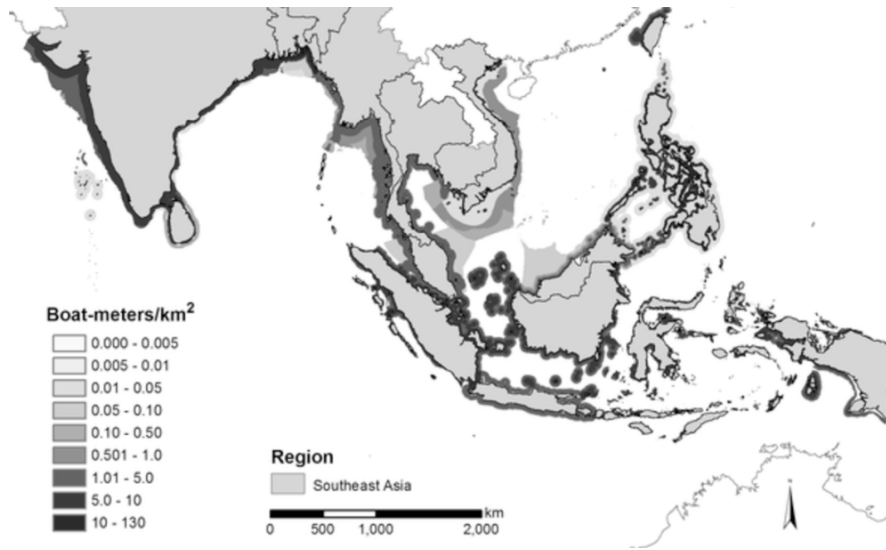 Boat-meters/km²
0.000 - 0.005
0.005 - 0.01
0.01 - 0.05
0.05 - 0.10
0.10 - 0.50
0.501 - 1.0
1.01 - 5.0
5.0 - 10
10 - 130
Region
Southeast Asia
km
0 500 1,000 2,000
N